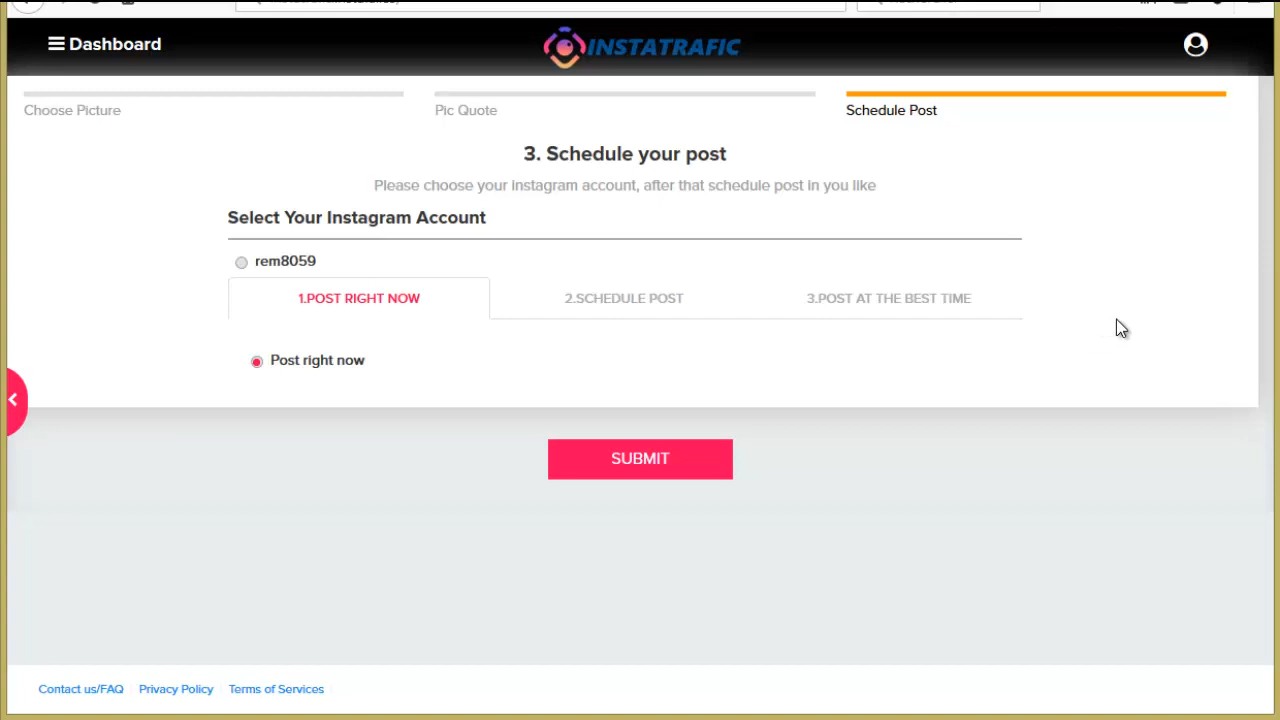 Dashboard
INSTATRAFIC
Choose Picture
Pic Quote
Schedule Post
3. Schedule your post
Please choose your instagram account, after that schedule post in you like
Select Your Instagram Account
rem8059
1.POST RIGHT NOW
2.SCHEDULE POST
3.POST AT THE BEST TIME
Post right now
SUBMIT
Contact us/FAQ
Privacy Policy
Terms of Services